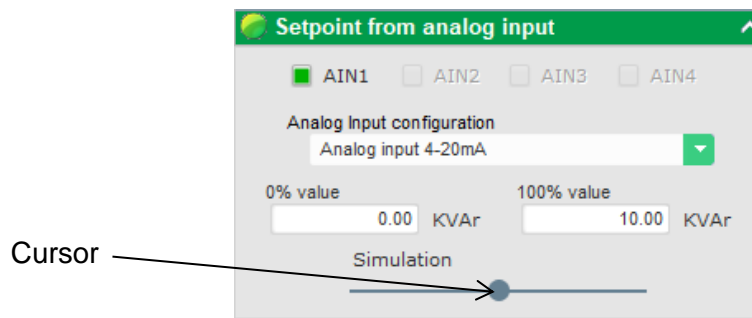 Setpoint from analog input
AIN1 AIN2 AIN3 AIN4
Analog Input configuration
Analog input 4-20mA
0% value 100% value
0.00 KVAr 10.00 KVAr
Cursor
Simulation